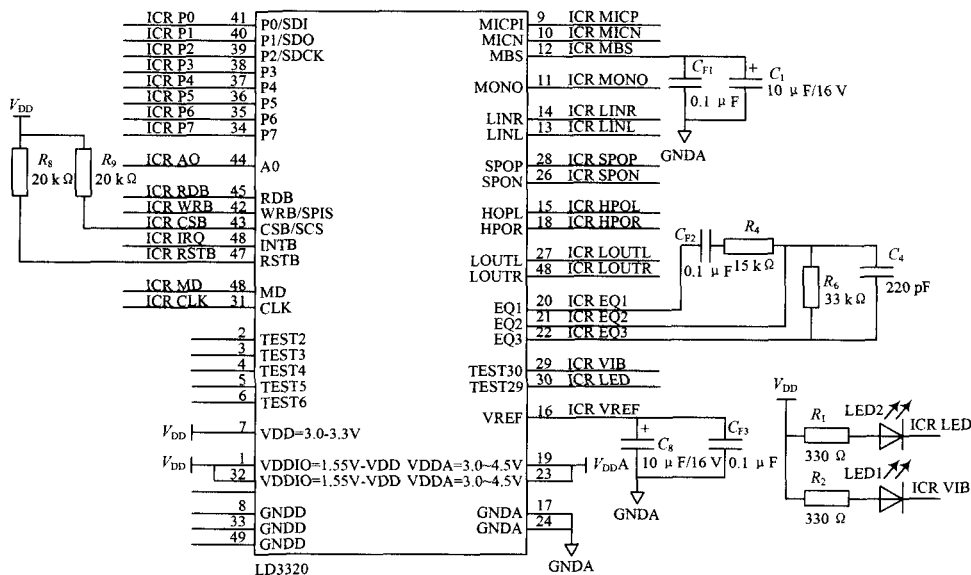 ICR P0 41 P0/SDI
ICR P1 40 P1/SDO
ICR P2 39 P2/SDCK
ICR P3 38 P3
ICR P4 37 P4
ICR P5 36 P5
ICR P6 35 P6
ICR P7 34 P7
VDD
R8
20 kΩ
R9
20 kΩ
ICR AO 44 A0
ICR RDB 45 RDB
ICR WRB 42 WRB/SPIS
ICR CSB 43 CSB/SCS
ICR IRQ 48 INTB
ICR RSTB 47 RSTB
ICR MD 48 MD
ICR CLK 31 CLK
2 TEST2
3 TEST3
4 TEST4
5 TEST5
6 TEST6
VDD 7 VDD=3.0-3.3V
VDD 1 VDDIO=1.55V-VDD VDDA=3.0~4.5V 19 VDDA
32 VDDIO=1.55V-VDD VDDA=3.0~4.5V 23
8 GNDD
33 GNDD
49 GNDD
GNDA 17
GNDA 24
GNDA
LD3320
MICPI 9 ICR MICP
MICN 10 ICR MICN
MBS 12 ICR MBS
MONO 11 ICR MONO
CF1
0.1 μF
+ C1
10 μF/16 V
GNDA
LINR 14 ICR LINR
LINL 13 ICR LINL
SPOP 28 ICR SPOP
SPON 26 ICR SPON
HOPL 15 ICR HPOL
HPOR 18 ICR HPOR
LOUTL 27 ICR LOUTL
LOUTR 48 ICR LOUTR
EQ1 20 ICR EQ1
EQ2 21 ICR EQ2
EQ3 22 ICR EQ3
CF2
0.1 μF
R4
15 kΩ
R6
33 kΩ
C4
220 pF
TEST30 29 ICR VIB
TEST29 30 ICR LED
VREF 16 ICR VREF
+ C8
10 μF/16 V
CF3
0.1 μF
GNDA
VDD
R1
330 Ω
LED2
ICR LED
R2
330 Ω
LED1
ICR VIB